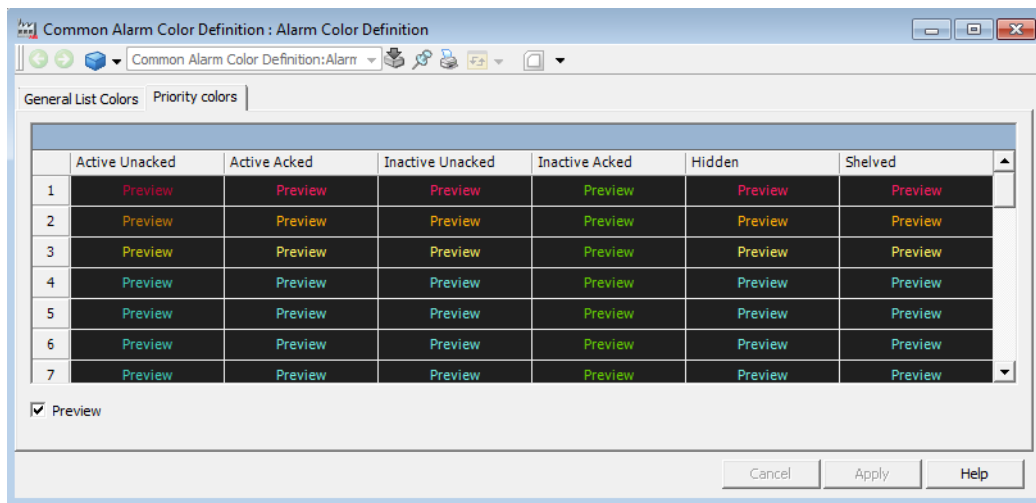 Common Alarm Color Definition : Alarm Color Definition
Common Alarm Color Definition:Alarm
General List Colors Priority colors
Active Unacked Active Acked Inactive Unacked Inactive Acked Hidden Shelved
1 Preview Preview Preview Preview Preview Preview
2 Preview Preview Preview Preview Preview Preview
3 Preview Preview Preview Preview Preview Preview
4 Preview Preview Preview Preview Preview Preview
5 Preview Preview Preview Preview Preview Preview
6 Preview Preview Preview Preview Preview Preview
7 Preview Preview Preview Preview Preview Preview
Preview
Cancel Apply Help